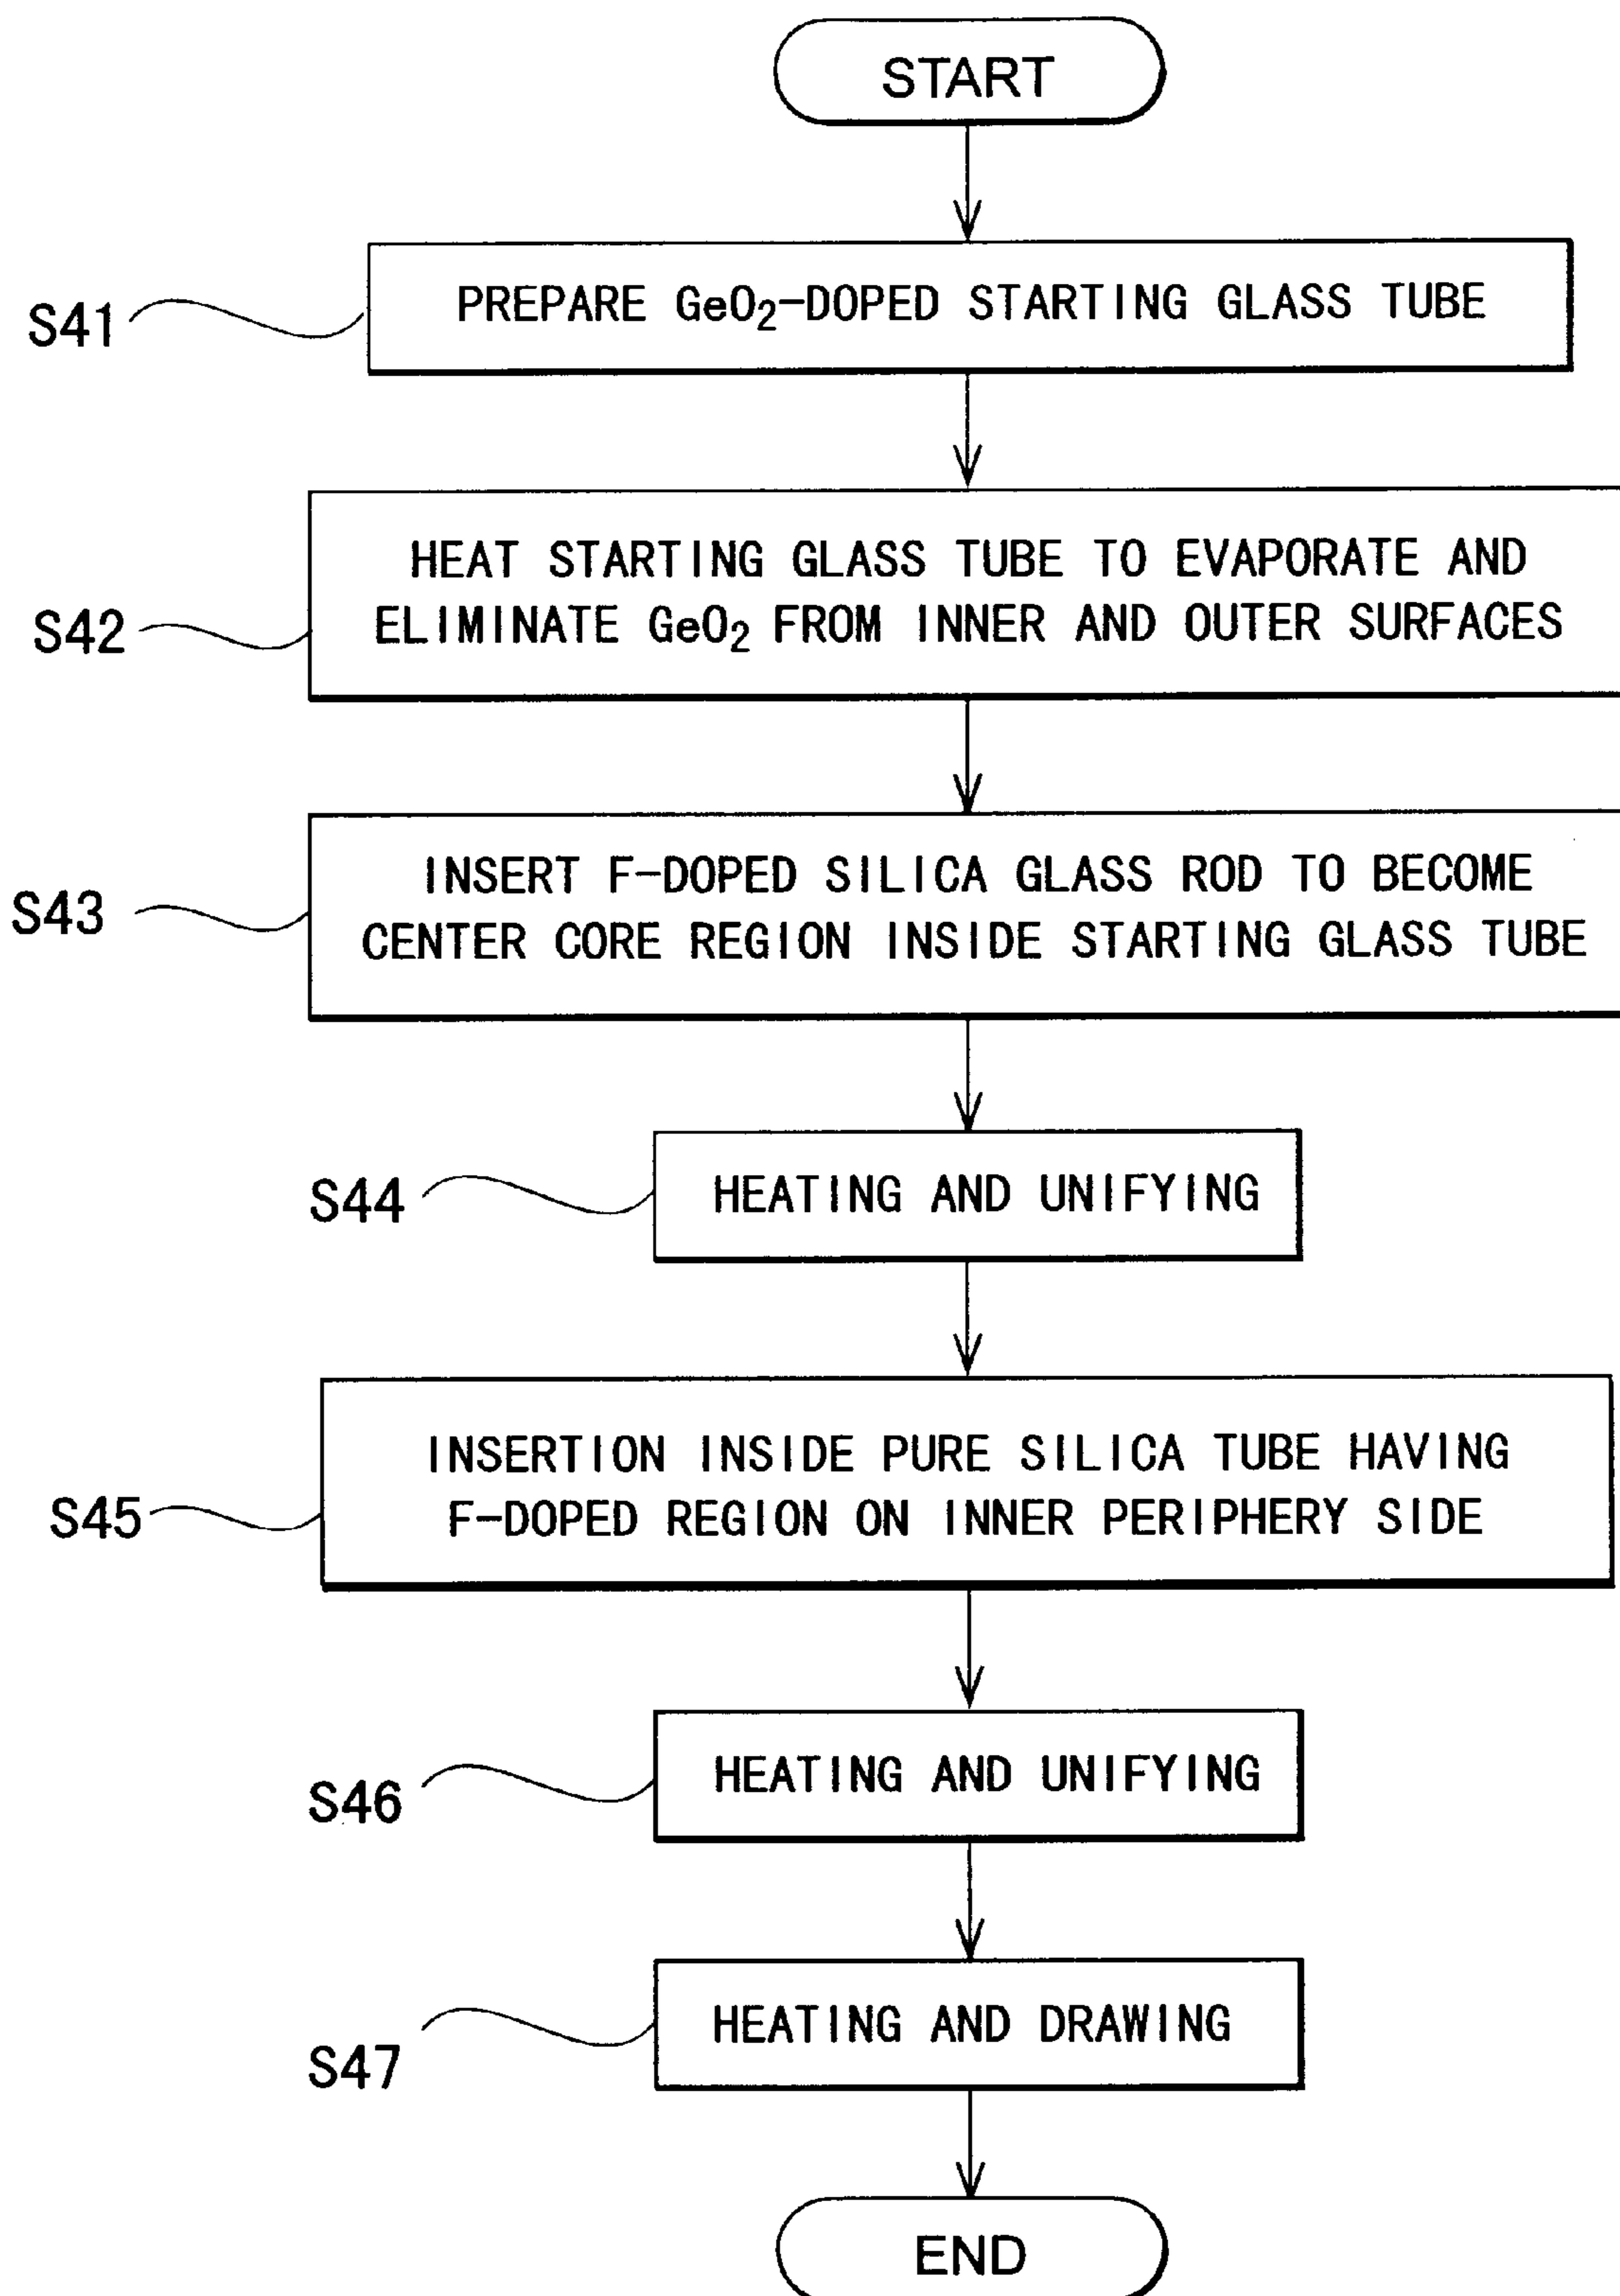 START
S41
PREPARE GeO₂-DOPED STARTING GLASS TUBE
S42
HEAT STARTING GLASS TUBE TO EVAPORATE AND
ELIMINATE GeO₂ FROM INNER AND OUTER SURFACES
S43
INSERT F-DOPED SILICA GLASS ROD TO BECOME
CENTER CORE REGION INSIDE STARTING GLASS TUBE
S44
HEATING AND UNIFYING
S45
INSERTION INSIDE PURE SILICA TUBE HAVING
F-DOPED REGION ON INNER PERIPHERY SIDE
S46
HEATING AND UNIFYING
S47
HEATING AND DRAWING
END